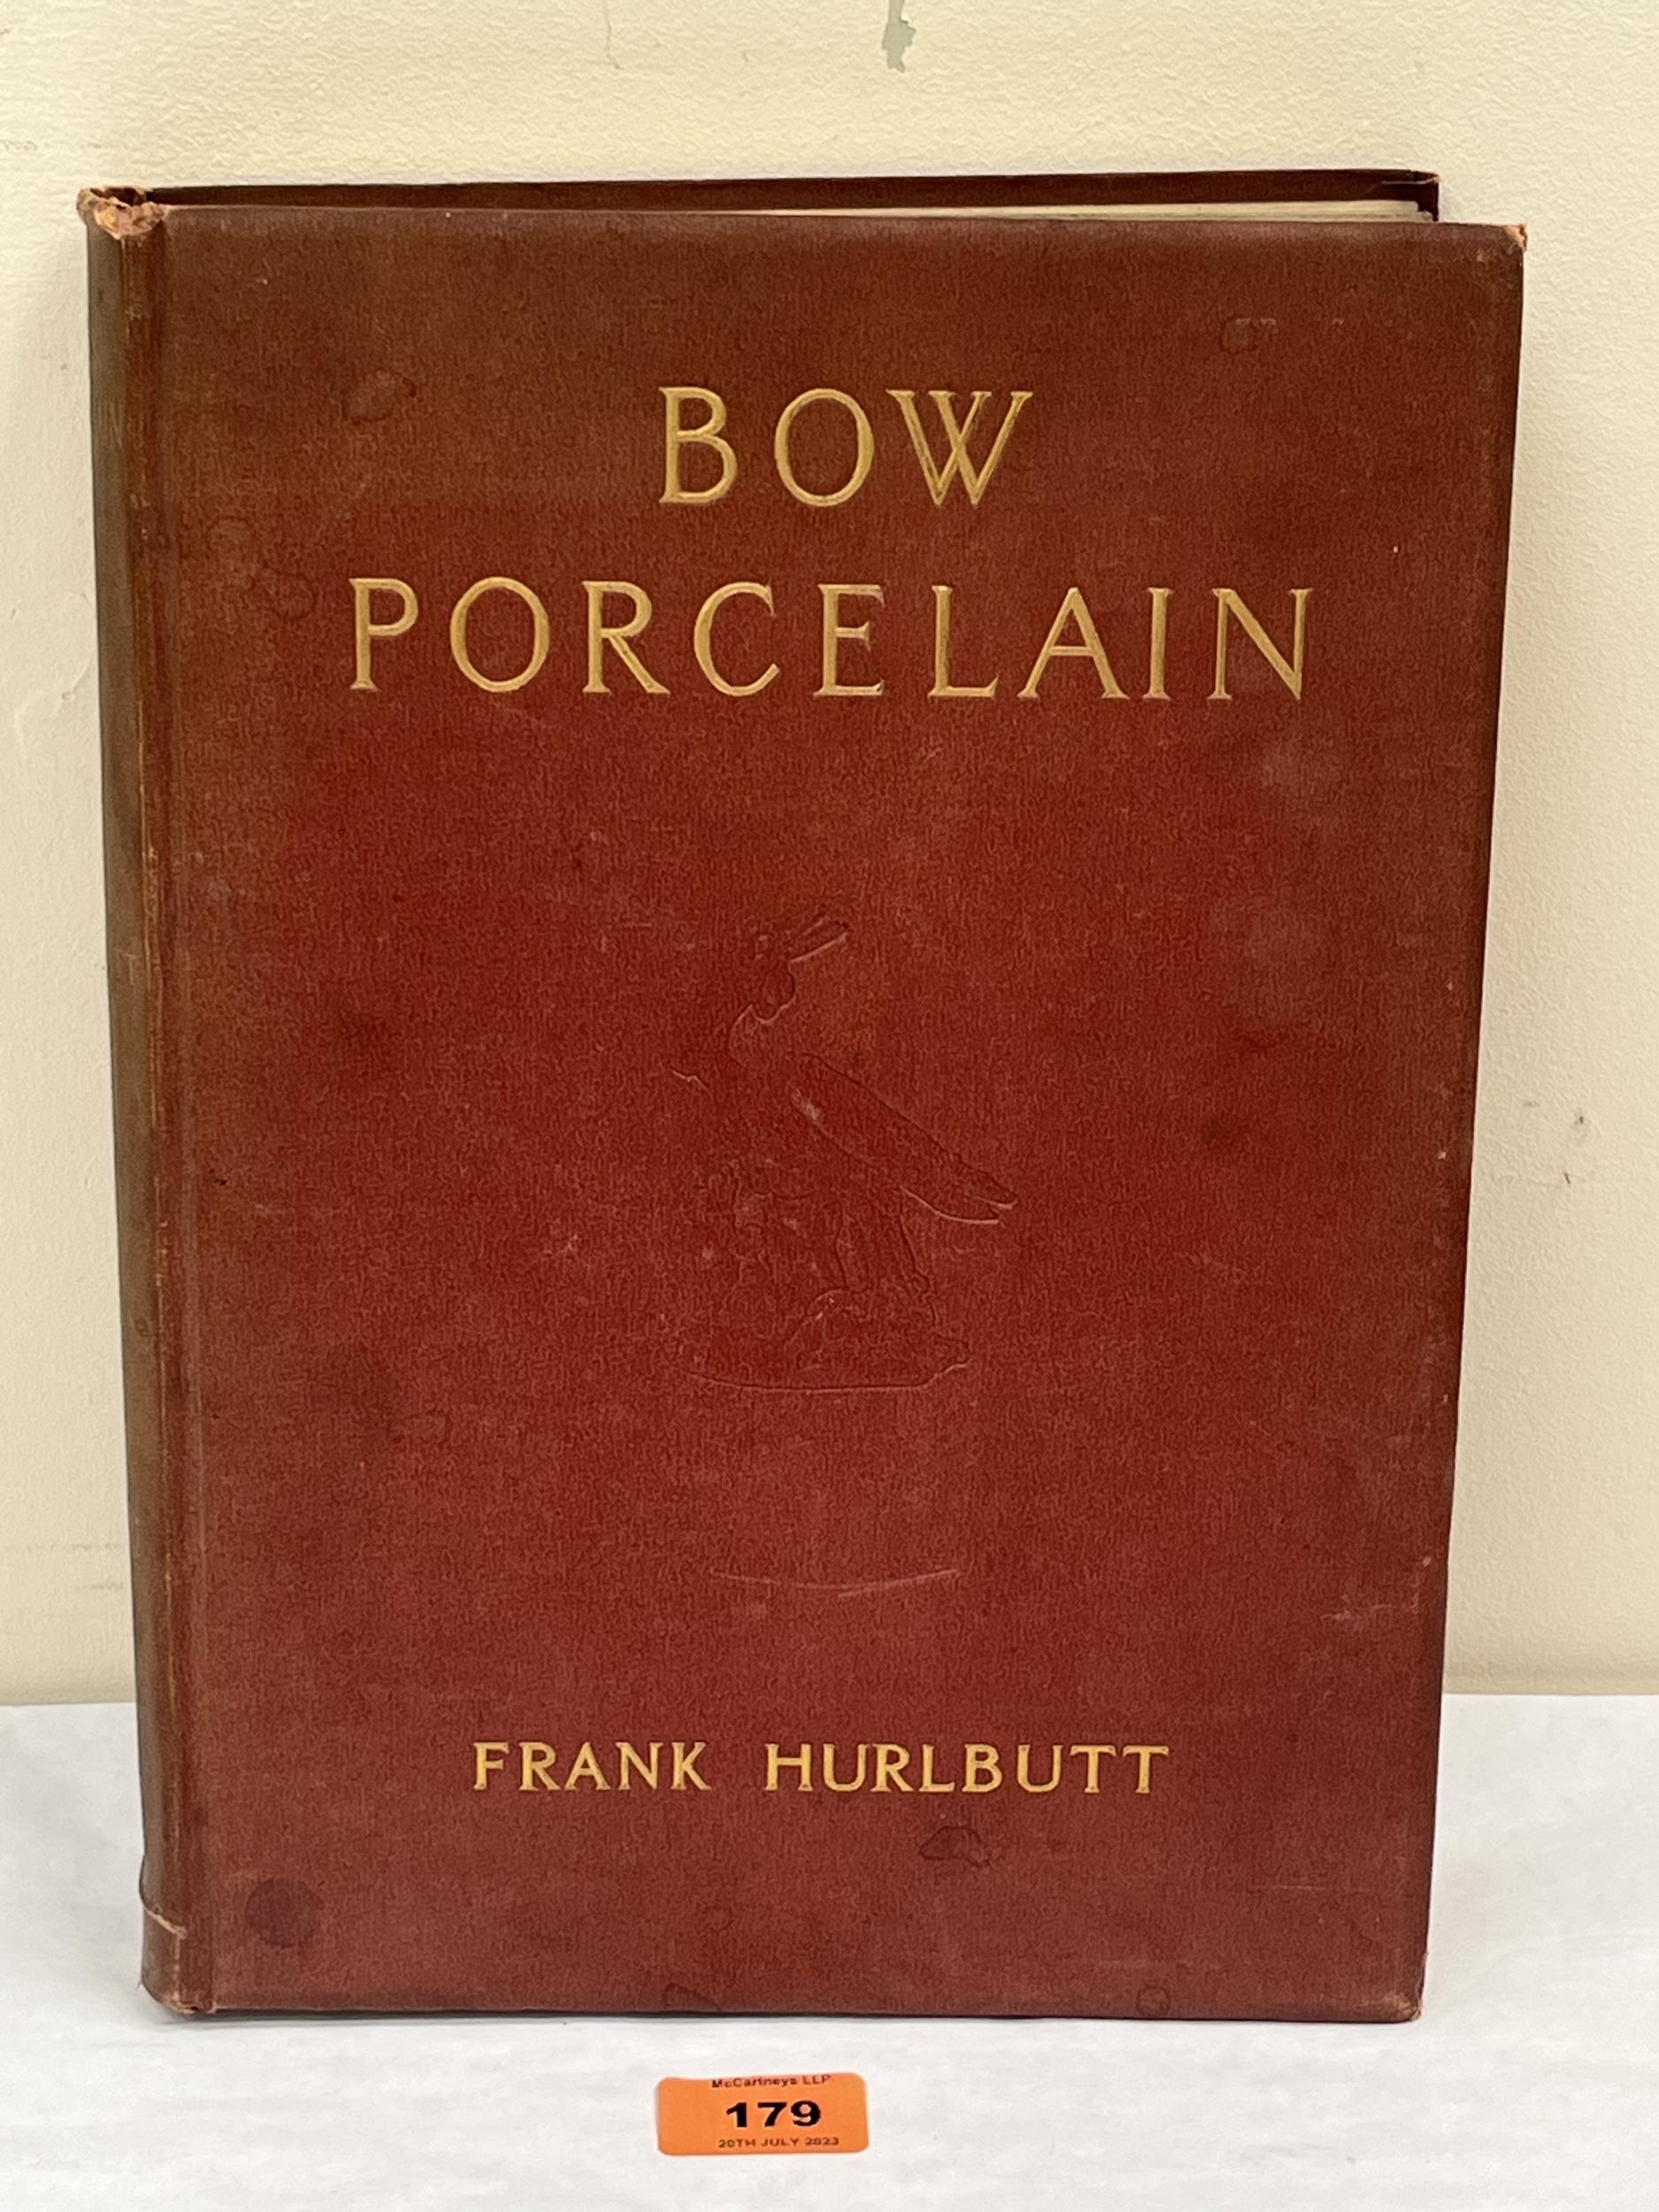 BOW
PORCELAIN
FRANK HURLBUTT
McCartneys LLP
179
20TH JULY 2023